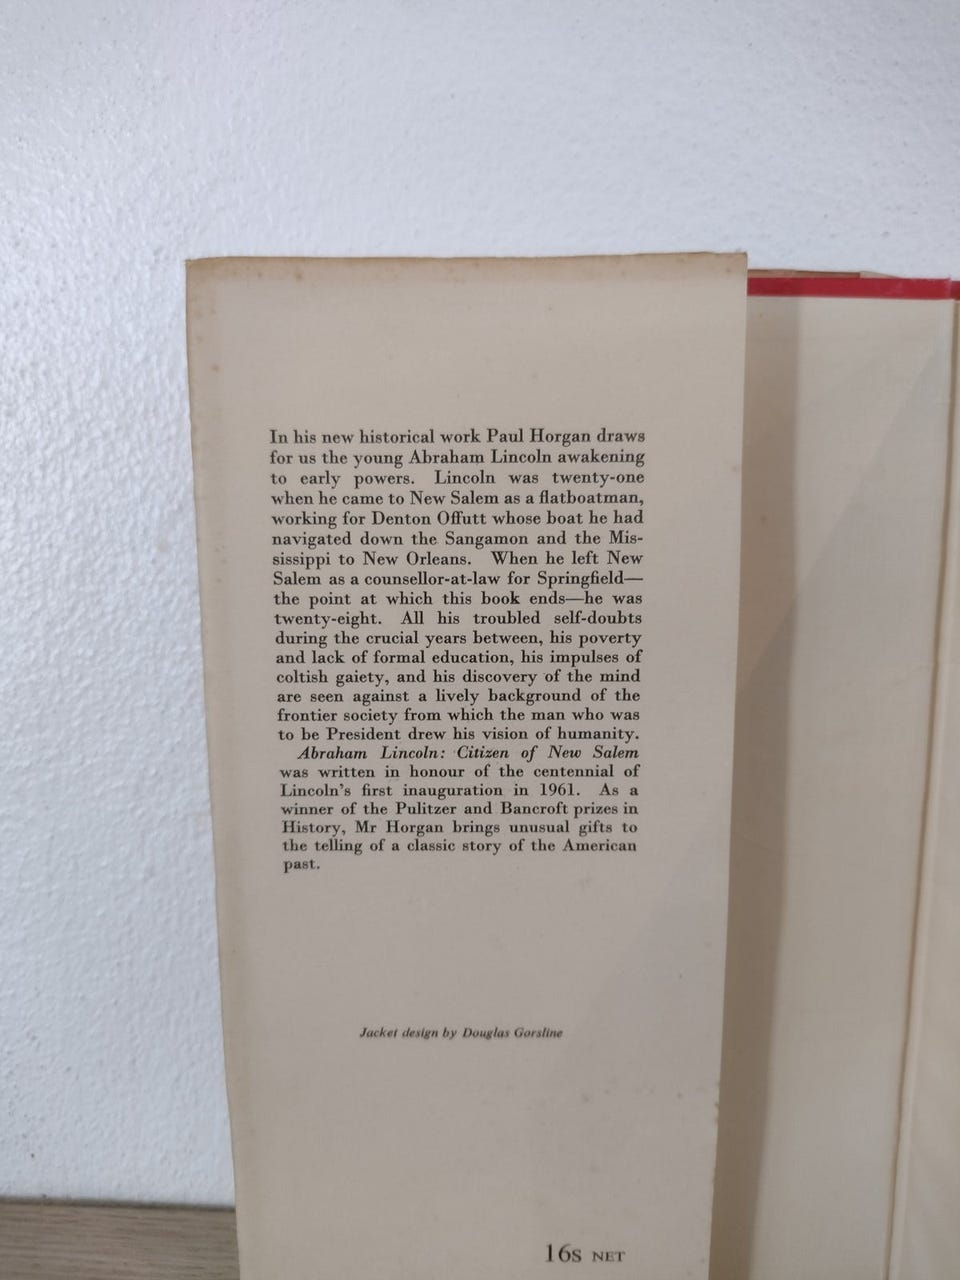 In his new historical work Paul Horgan draws
for us the young Abraham Lincoln awakening
to early powers. Lincoln was twenty-one
when he came to New Salem as a flatboatman,
working for Denton Offutt whose boat he had
navigated down the Sangamon and the Mis-
sissippi to New Orleans. When he left New
Salem as a counsellor-at-law for Springfield—
the point at which this book ends—he was
twenty-eight. All his troubled self-doubts
during the crucial years between, his poverty
and lack of formal education, his impulses of
coltish gaiety, and his discovery of the mind
are seen against a lively background of the
frontier society from which the man who was
to be President drew his vision of humanity.
Abraham Lincoln: Citizen of New Salem
was written in honour of the centennial of
Lincoln's first inauguration in 1961. As a
winner of the Pulitzer and Bancroft prizes in
History, Mr Horgan brings unusual gifts to
the telling of a classic story of the American
past.
Jacket design by Douglas Gorsline
16s NET